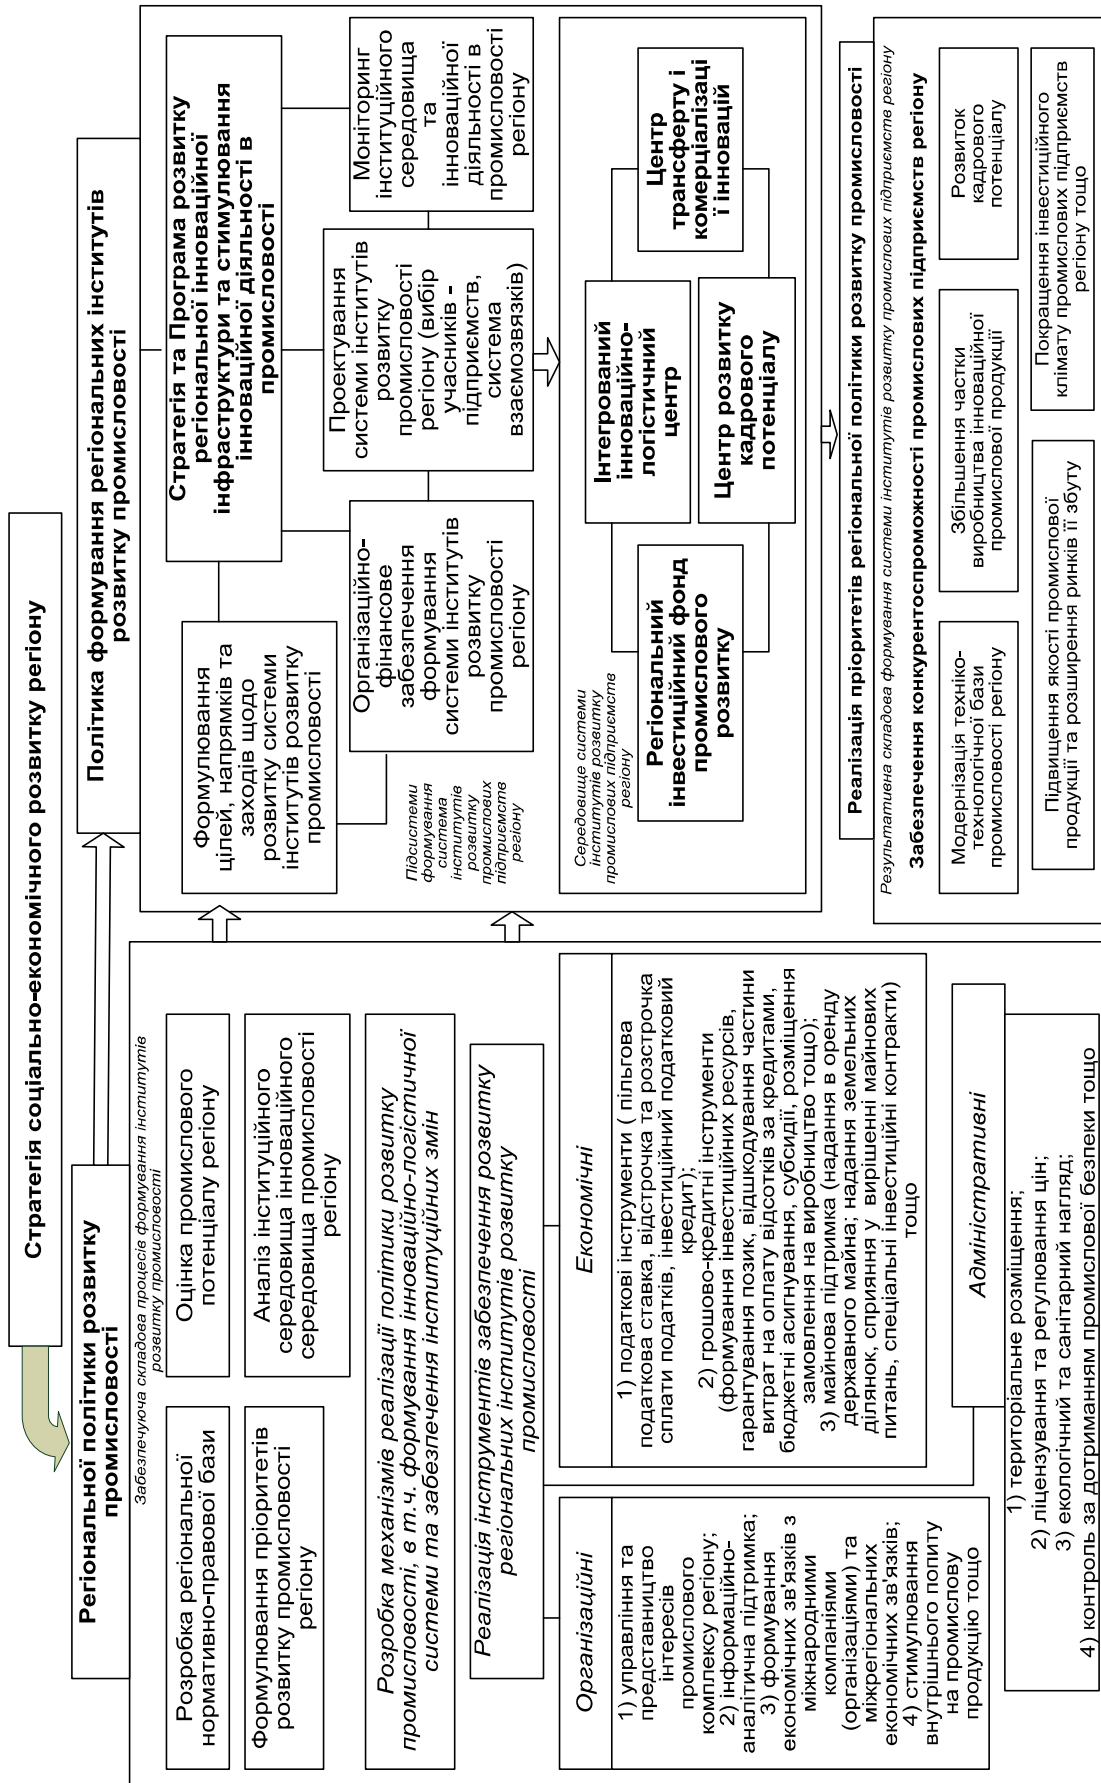 Стратегія соціально-економічного розвитку регіону
Регіональної політики розвитку
промисловості
Забезпечуюча складова процесів формування інститутів
розвитку промисловості
Розробка регіональної
нормативно-правової бази
Оцінка промислового
потенціалу регіону
Формулювання пріоритетів
розвитку промисловості
регіону
Аналіз інституційного
середовища інноваційного
середовища промисловості
регіону
Розробка механізмів реалізації політики розвитку
промисловості, в т.ч. формування інноваційно-логістичної
системи та забезпечення інституційних змін
Реалізація інструментів забезпечення розвитку
регіональних інститутів розвитку
промисловості
Організаційні
1) управління та
представництво
інтересів
промислового
комплексу регіону;
2) інформаційно-
аналітична підтримка;
3) формування
економічних зв'язків з
міжнародними
компаніями
(організаціями) та
міжрегіональних
економічних зв'язків;
4) стимулювання
внутрішнього попиту
на промислову
продукцію тощо
Економічні
1) податкові інструменти ( пільгова
податкова ставка, відстрочка та розстрочка
сплати податків, інвестиційний податковий
кредит);
2) грошово-кредитні інструменти
(формування інвестиційних ресурсів,
гарантування позик, відшкодування частини
витрат на оплату відсотків за кредитами,
бюджетні асигнування, субсидії, розміщення
замовлення на виробництво тощо);
3) майнова підтримка (надання в оренду
державного майна, надання земельних
ділянок, сприяння у вирішенні майнових
питань, спеціальні інвестиційні контракти)
тощо
Адміністративні
1) територіальне розміщення;
2) ліцензування та регулювання цін;
3) екологічний та санітарний нагляд;
4) контроль за дотриманням промислової безпеки тощо
Політика формування регіональних інститутів
розвитку промисловості
Формулювання
цілей, напрямків та
заходів щодо
розвитку системи
інститутів розвитку
промисловості
Стратегія та Програма розвитку
регіональної інноваційної
інфраструктури та стимулювання
інноваційної діяльності в
промисловості
Підсистеми
формування
система
інститутів
розвитку
промислових
підприємств
регіону
Організаційно-
фінансове
забезпечення
формування
системи інститутів
розвитку
промисловості
регіону
Проектування
системи інститутів
розвитку
промисловості
регіону (вибір
учасників -
підприємств,
система
взаємозвязків)
Моніторинг
інституційного
середовища
та
інноваційної
діяльності в
промисловості
регіону
Середовище системи
інститутів розвитку
промислових підприємств
регіону
Регіональний
інвестиційний фонд
промислового
розвитку
Інтегрований
інноваційно-
логістичний
центр
Центр розвитку
кадрового
потенціалу
Центр
трансферту і
комерціалізаці
ї інновацій
Реалізація пріоритетів регіональної політики розвитку промисловості
Результативна складова формування системи інститутів розвитку промислових підприємств регіону
Забезпечення конкурентоспроможності промислових підприємств регіону
Модернізація техніко-
технологічної бази
промисловості регіону
Збільшення частки
виробництва інноваційної
промислової продукції
Розвиток
кадрового
потенціалу
Підвищення якості промислової
продукції та розширення ринків її збуту
Покращення інвестиційного
клімату промислових підприємств
регіону тощо